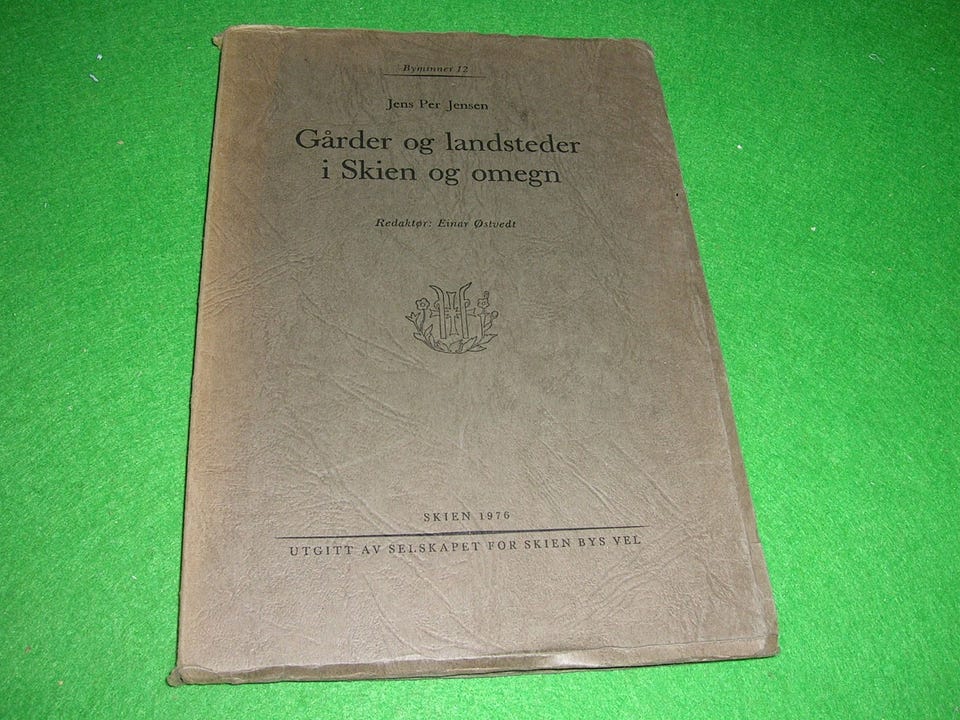 Byminner 12
Jens Per Jensen
Gårder og landsteder
i Skien og omegn
Redaktør: Einar Østvedt
SKIEN 1976
UTGITT AV SELSKAPET FOR SKIEN BYS VEL